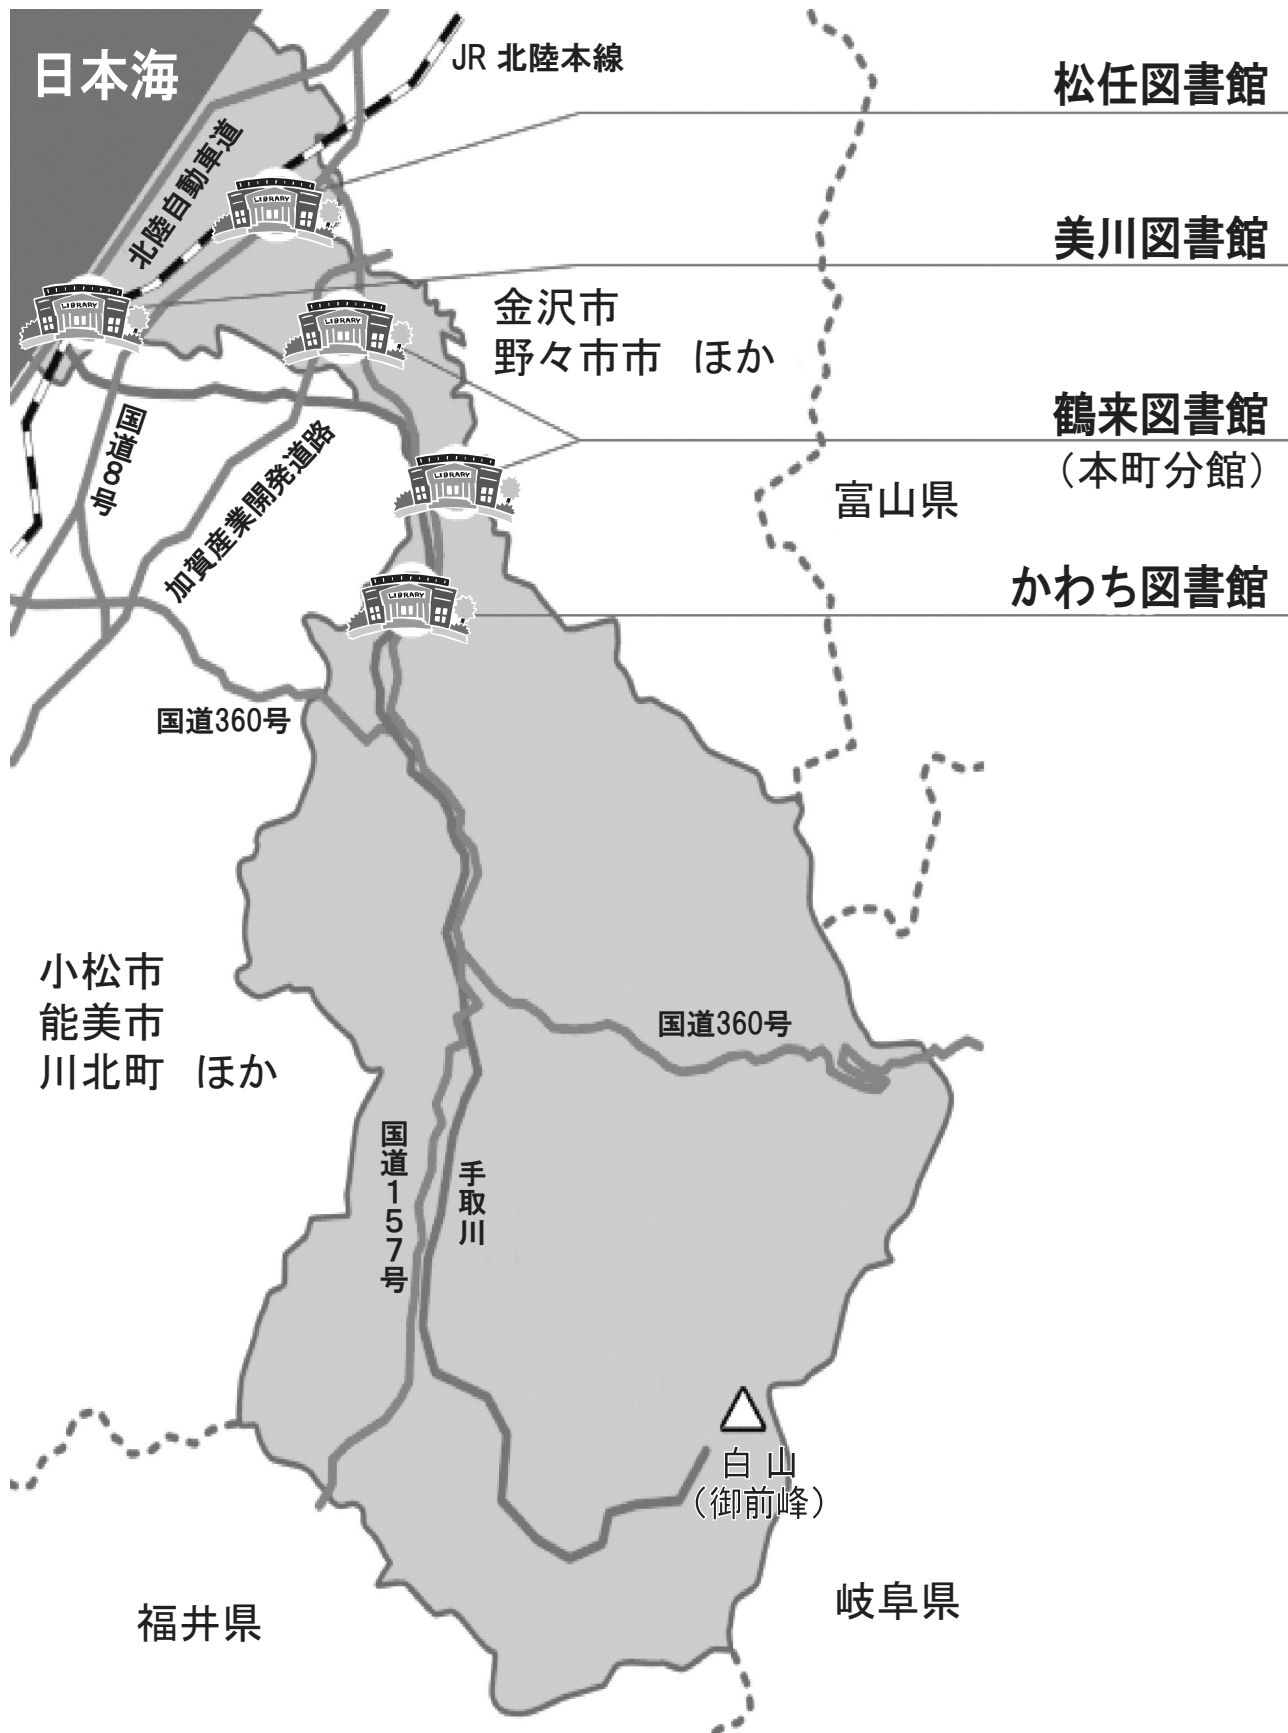 日本海
JR 北陸本線
松任図書館
北陸自動車道
LIBRARY
美川図書館
LIBRARY
金沢市
野々市市　ほか
LIBRARY
鶴来図書館
（本町分館）
国道8号
加賀産業開発道路
LIBRARY
富山県
かわち図書館
LIBRARY
国道360号
小松市
能美市
川北町　ほか
国道360号
国道157号
手取川
白 山
（御前峰）
福井県
岐阜県